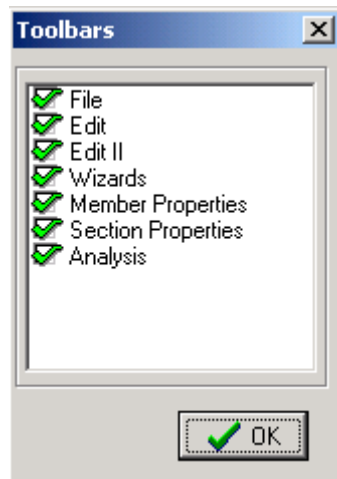 Toolbars
File
Edit
Edit II
Wizards
Member Properties
Section Properties
Analysis
OK